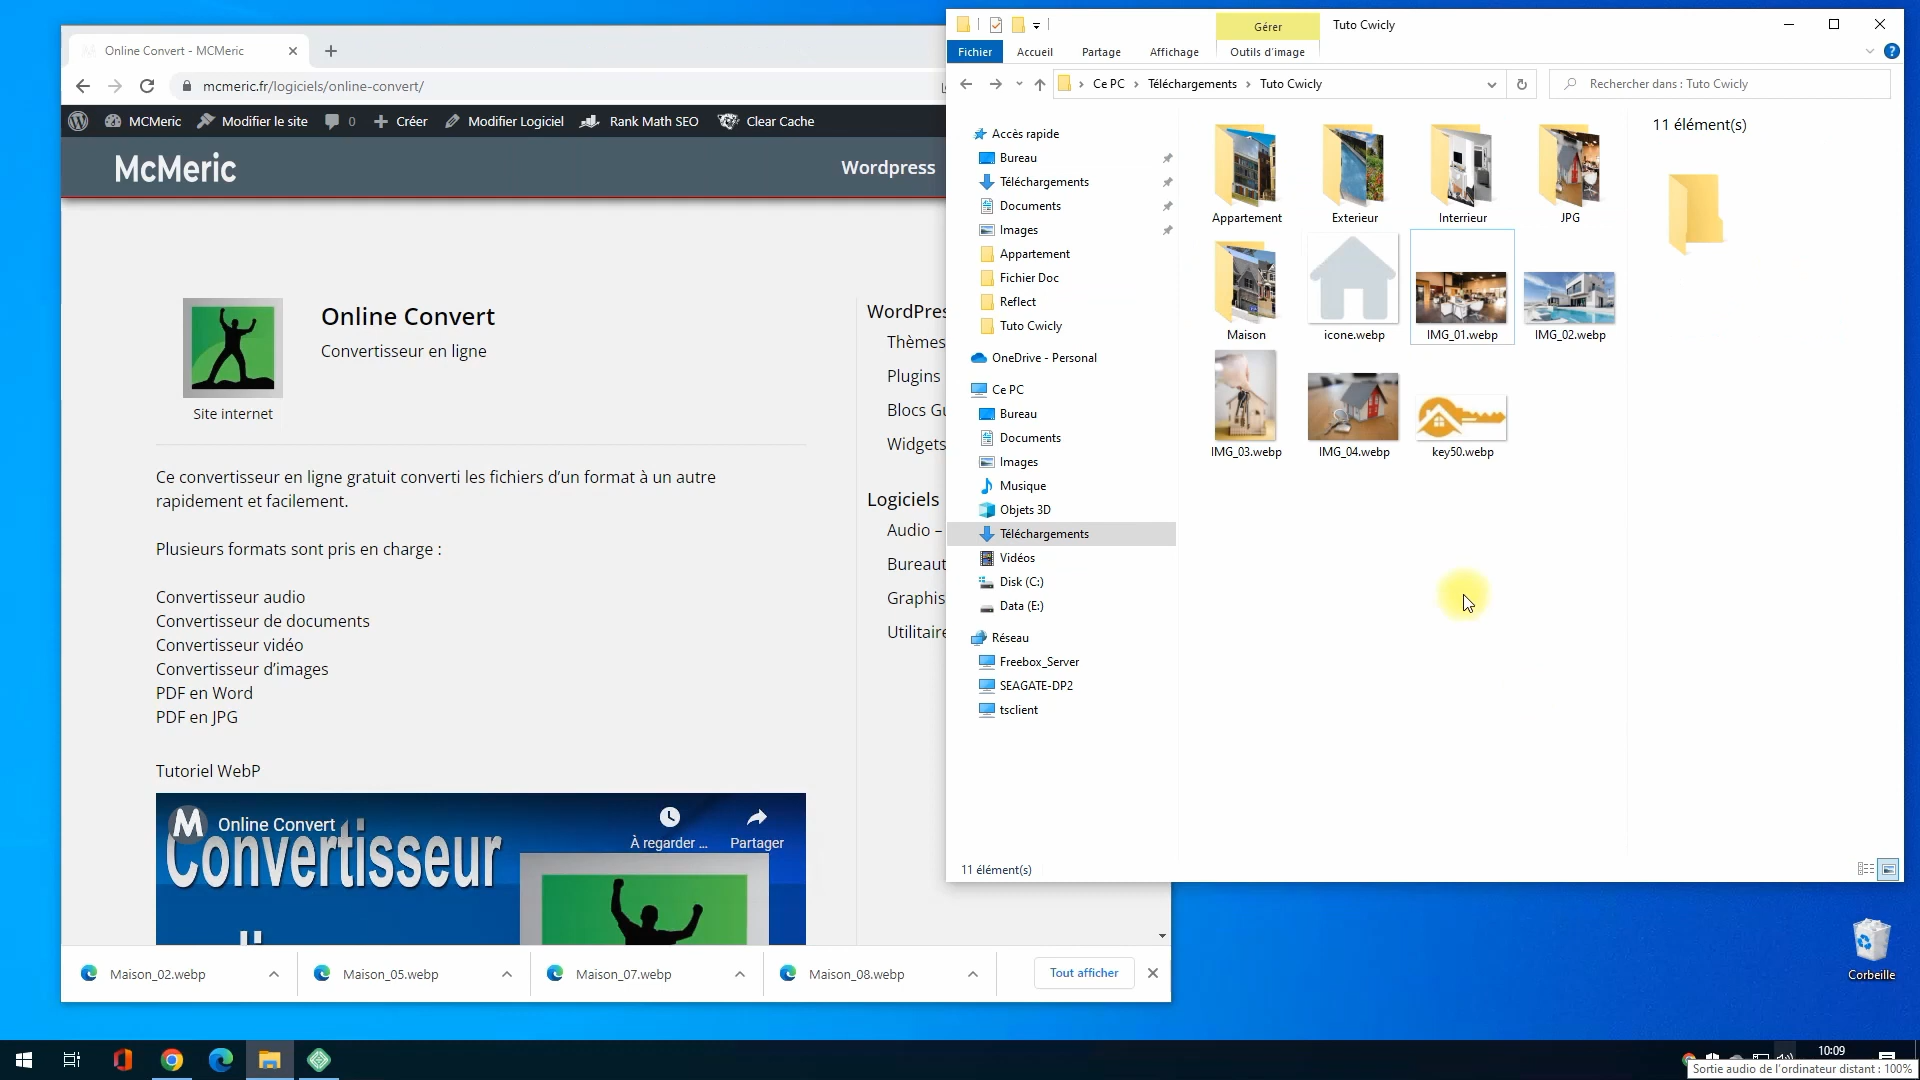 Online Convert - MCMeric
mcmeric.fr/logiciels/online-convert/
MCMeric
Modifier le site
0
Créer
Modifier Logiciel
Rank Math SEO
Clear Cache
McMeric
Wordpress
Online Convert
Convertisseur en ligne
Site internet
Ce convertisseur en ligne gratuit converti les fichiers d'un format à un autre
rapidement et facilement.
Plusieurs formats sont pris en charge :
Convertisseur audio
Convertisseur de documents
Convertisseur vidéo
Convertisseur d'images
PDF en Word
PDF en JPG
Tutoriel WebP
Online Convert
À regarder ...
Partager
Convertisseur
Thèmes
Plugins
Widgets
Logiciels
Audio –
Maison_02.webp
Maison_05.webp
Maison_07.webp
Maison_08.webp
Tout afficher
Gérer
Tuto Cwicly
Fichier
Accueil
Partage
Affichage
Outils d'image
Ce PC
Téléchargements
Tuto Cwicly
Rechercher dans : Tuto Cwicly
Accès rapide
Bureau
Téléchargements
Documents
Images
Appartement
Fichier Doc
Reflect
Tuto Cwicly
OneDrive - Personal
Ce PC
Bureau
Documents
Images
Musique
Objets 3D
Téléchargements
Vidéos
Disk (C:)
Data (E:)
Réseau
Freebox_Server
SEAGATE-DP2
tsclient
Appartement
Exterieur
Interrieur
JPG
Maison
icone.webp
IMG_01.webp
IMG_02.webp
IMG_03.webp
IMG_04.webp
key50.webp
11 élément(s)
11 élément(s)
Corbeille
10:09
Sortie audio de l'ordinateur distant : 100%